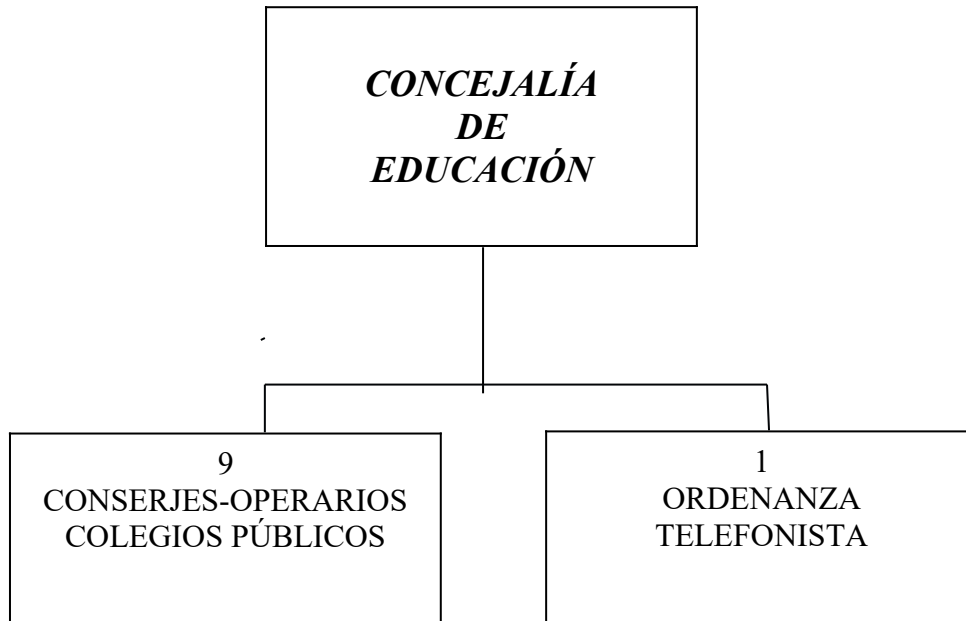 CONCEJALÍA
DE
EDUCACIÓN
9
CONSERJES-OPERARIOS
COLEGIOS PÚBLICOS
1
ORDENANZA
TELEFONISTA